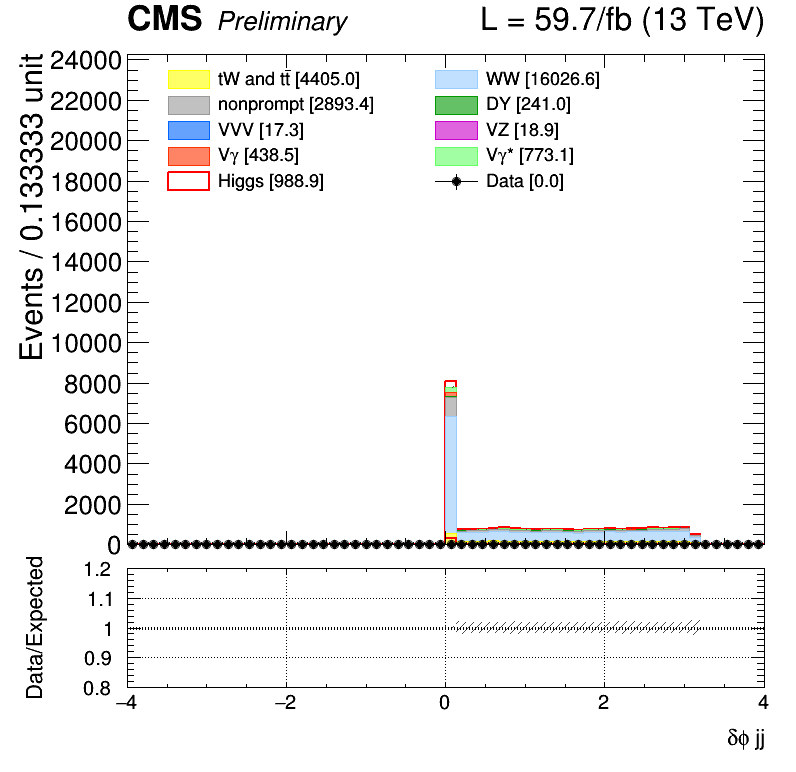 CMS Preliminary L = 59.7/fb (13 TeV)
Events / 0.133333 unit
24000
22000
20000
18000
16000
14000
12000
10000
8000
6000
4000
2000
0
tW and tt̄ [4405.0] WW [16026.6]
nonprompt [2893.4] DY [241.0]
VVV [17.3] VZ [18.9]
Vγ [438.5] Vγ* [773.1]
Higgs [988.9] Data [0.0]
Data/Expected
1.2
1.1
1
0.9
0.8
−4 −2 0 2 4
δϕ jj